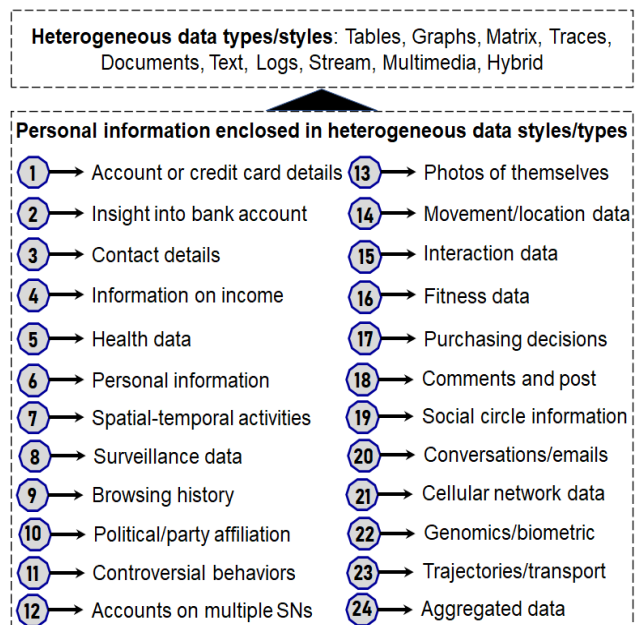 Heterogeneous data types/styles: Tables, Graphs, Matrix, Traces,
Documents, Text, Logs, Stream, Multimedia, Hybrid
Personal information enclosed in heterogeneous data styles/types
1 Account or credit card details
2 Insight into bank account
3 Contact details
4 Information on income
5 Health data
6 Personal information
7 Spatial-temporal activities
8 Surveillance data
9 Browsing history
10 Political/party affiliation
11 Controversial behaviors
12 Accounts on multiple SNs
13 Photos of themselves
14 Movement/location data
15 Interaction data
16 Fitness data
17 Purchasing decisions
18 Comments and post
19 Social circle information
20 Conversations/emails
21 Cellular network data
22 Genomics/biometric
23 Trajectories/transport
24 Aggregated data